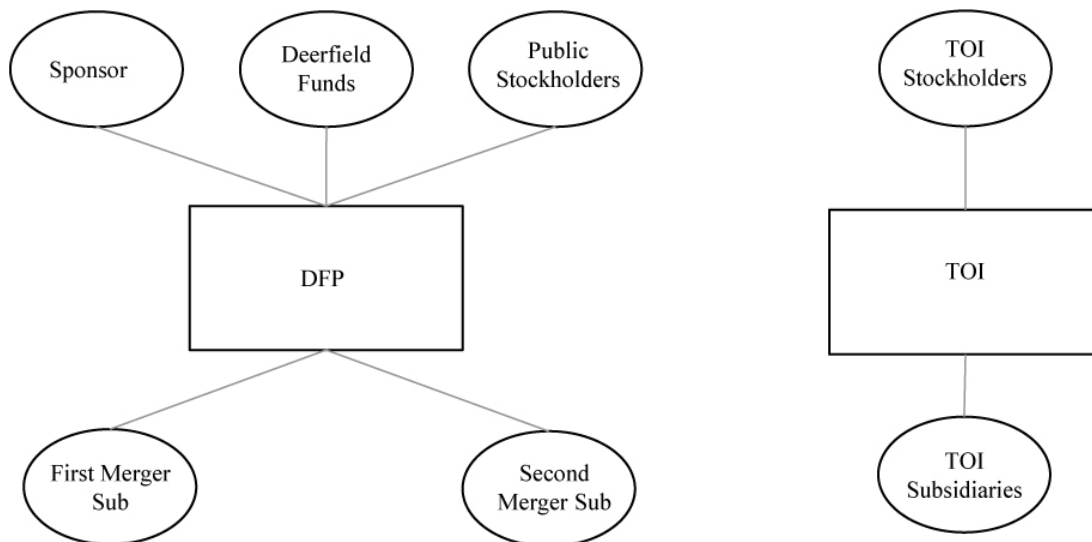 Sponsor
Deerfield
Funds
Public
Stockholders
TOI
Stockholders
DFP
TOI
First Merger
Sub
Second
Merger Sub
TOI
Subsidiaries